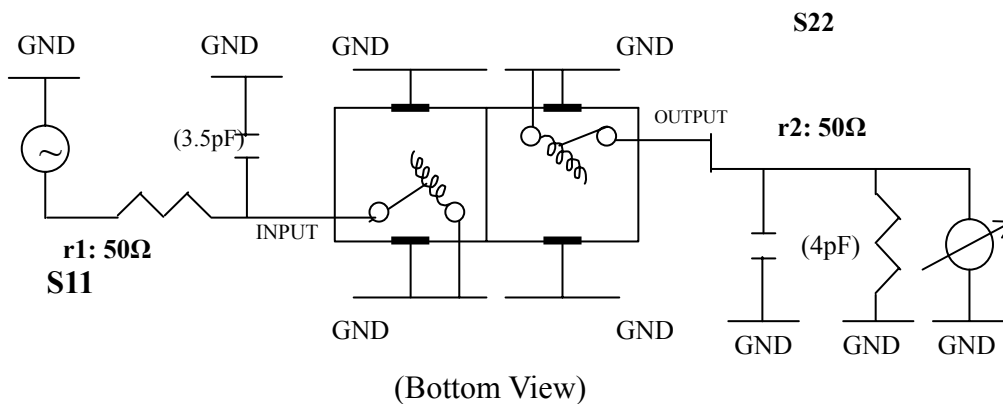 S22
GND
GND
GND
GND
(3.5pF)
OUTPUT
r2: 50Ω
~
INPUT
r1: 50Ω
S11
(4pF)
GND
GND
GND
GND
GND
(Bottom View)